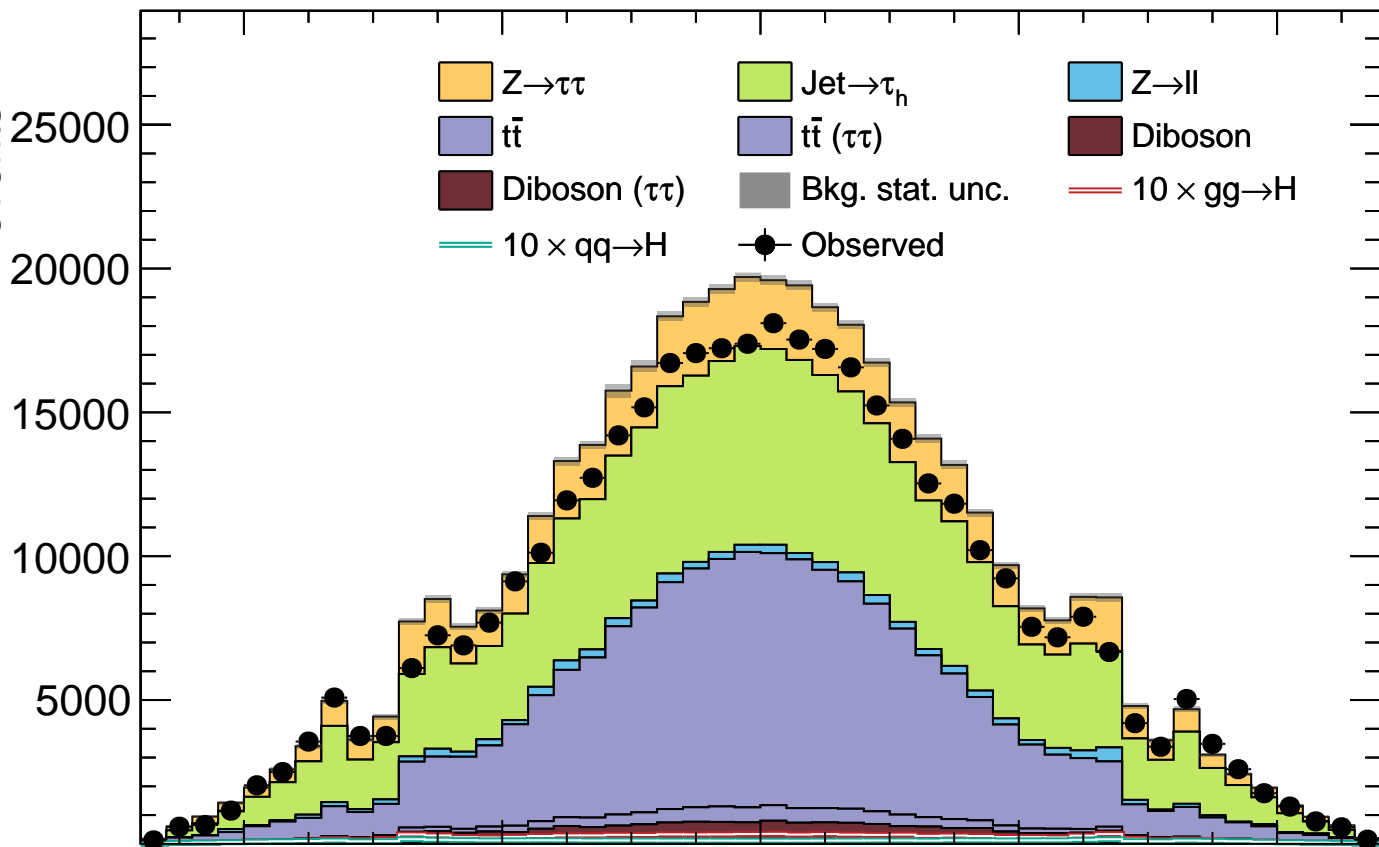 Z→ττ Jet→τh Z→ll
tt̄ tt̄ (ττ) Diboson
Diboson (ττ) Bkg. stat. unc. 10 × gg→H
10 × qq→H Observed
25000
20000
15000
10000
5000